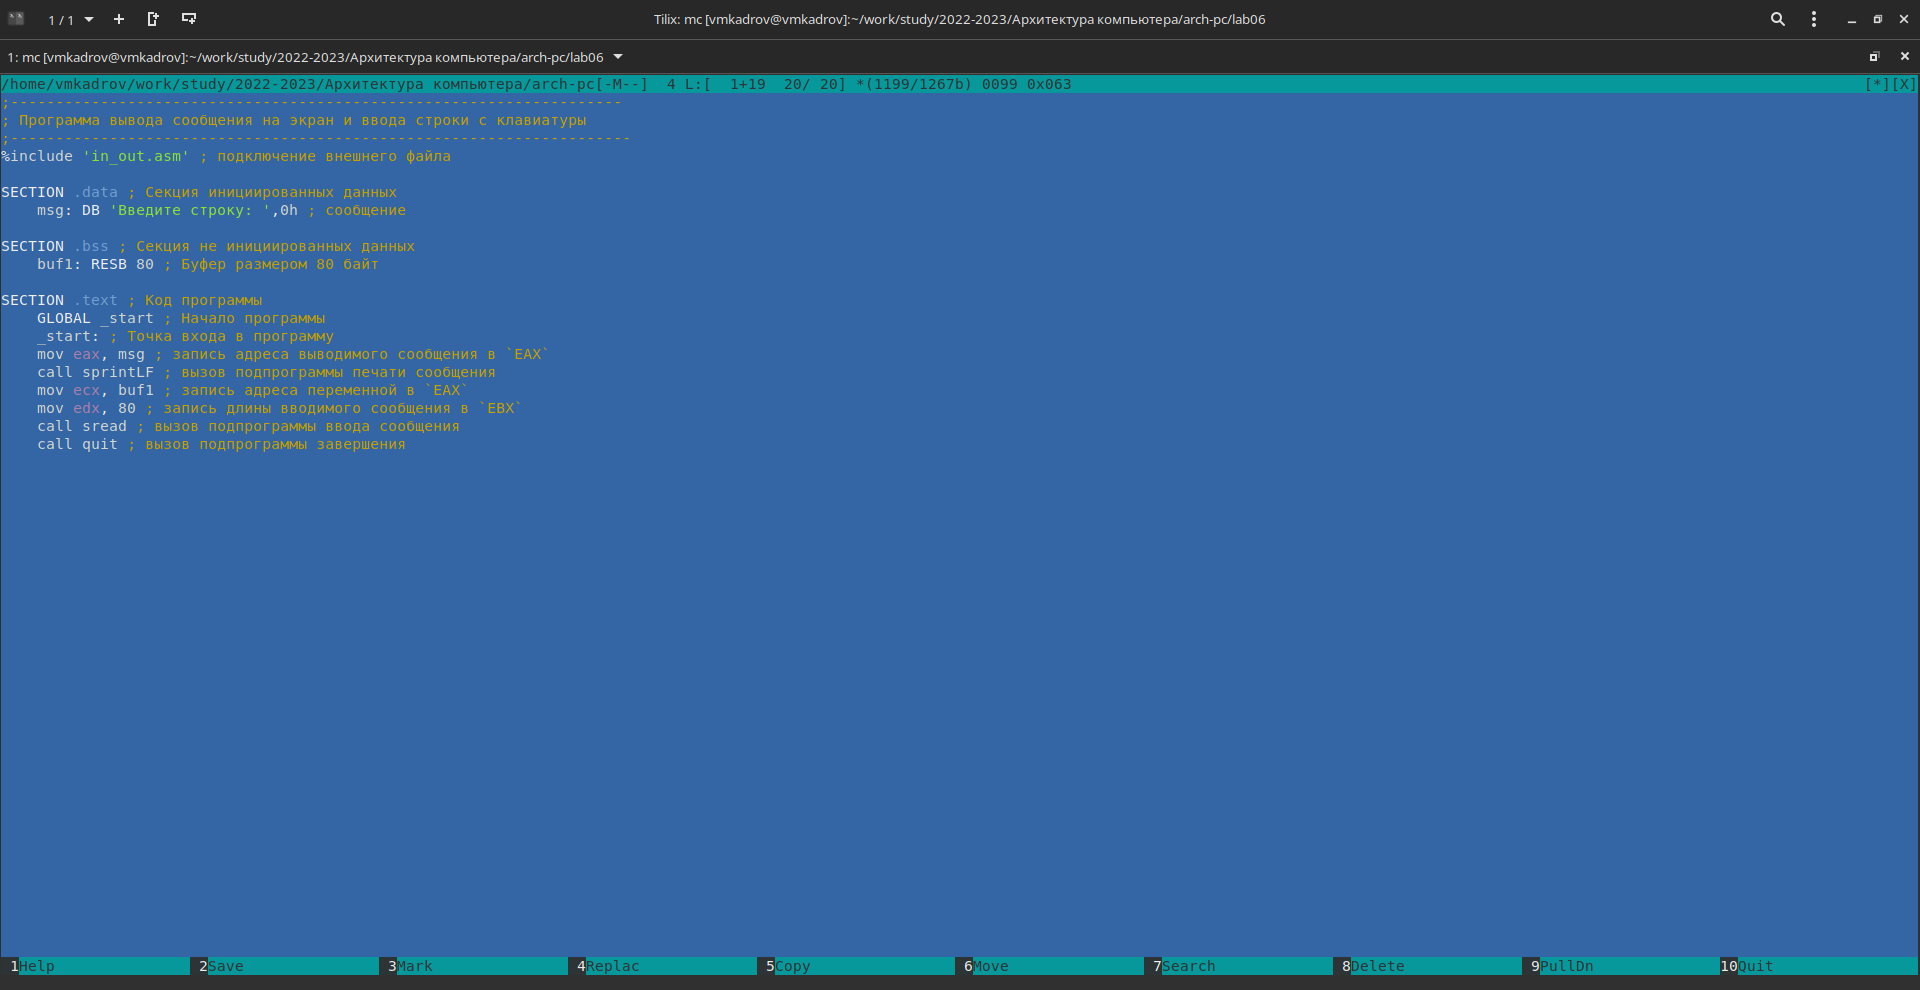 1 / 1
Tilix: mc [vmkadrov@vmkadrov]:~/work/study/2022-2023/Архитектура компьютера/arch-pc/lab06
1: mc [vmkadrov@vmkadrov]:~/work/study/2022-2023/Архитектура компьютера/arch-pc/lab06
/home/vmkadrov/work/study/2022-2023/Архитектура компьютера/arch-pc[-M--]  4 L:[  1+19  20/ 20] *(1199/1267b) 0099 0x063 [*][X]
;--------------------------------------------------------------------
; Программа вывода сообщения на экран и ввода строки с клавиатуры
;---------------------------------------------------------------------
%include 'in_out.asm' ; подключение внешнего файла
SECTION .data ; Секция инициированных данных
    msg: DB 'Введите строку: ',0h ; сообщение
SECTION .bss ; Секция не инициированных данных
    buf1: RESB 80 ; Буфер размером 80 байт
SECTION .text ; Код программы
    GLOBAL _start ; Начало программы
    _start: ; Точка входа в программу
    mov eax, msg ; запись адреса выводимого сообщения в `EAX`
    call sprintLF ; вызов подпрограммы печати сообщения
    mov ecx, buf1 ; запись адреса переменной в `EAX`
    mov edx, 80 ; запись длины вводимого сообщения в `EBX`
    call sread ; вызов подпрограммы ввода сообщения
    call quit ; вызов подпрограммы завершения
1Help 2Save 3Mark 4Replac 5Copy 6Move 7Search 8Delete 9PullDn 10Quit